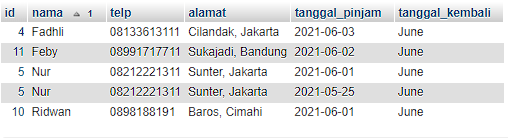 id nama 1 telp alamat tanggal_pinjam tanggal_kembali
4 Fadhli 08133613111 Cilandak, Jakarta 2021-06-03 June
11 Feby 08991717711 Sukajadi, Bandung 2021-06-02 June
5 Nur 08212221311 Sunter, Jakarta 2021-06-01 June
5 Nur 08212221311 Sunter, Jakarta 2021-05-25 June
10 Ridwan 0898188191 Baros, Cimahi 2021-06-01 June